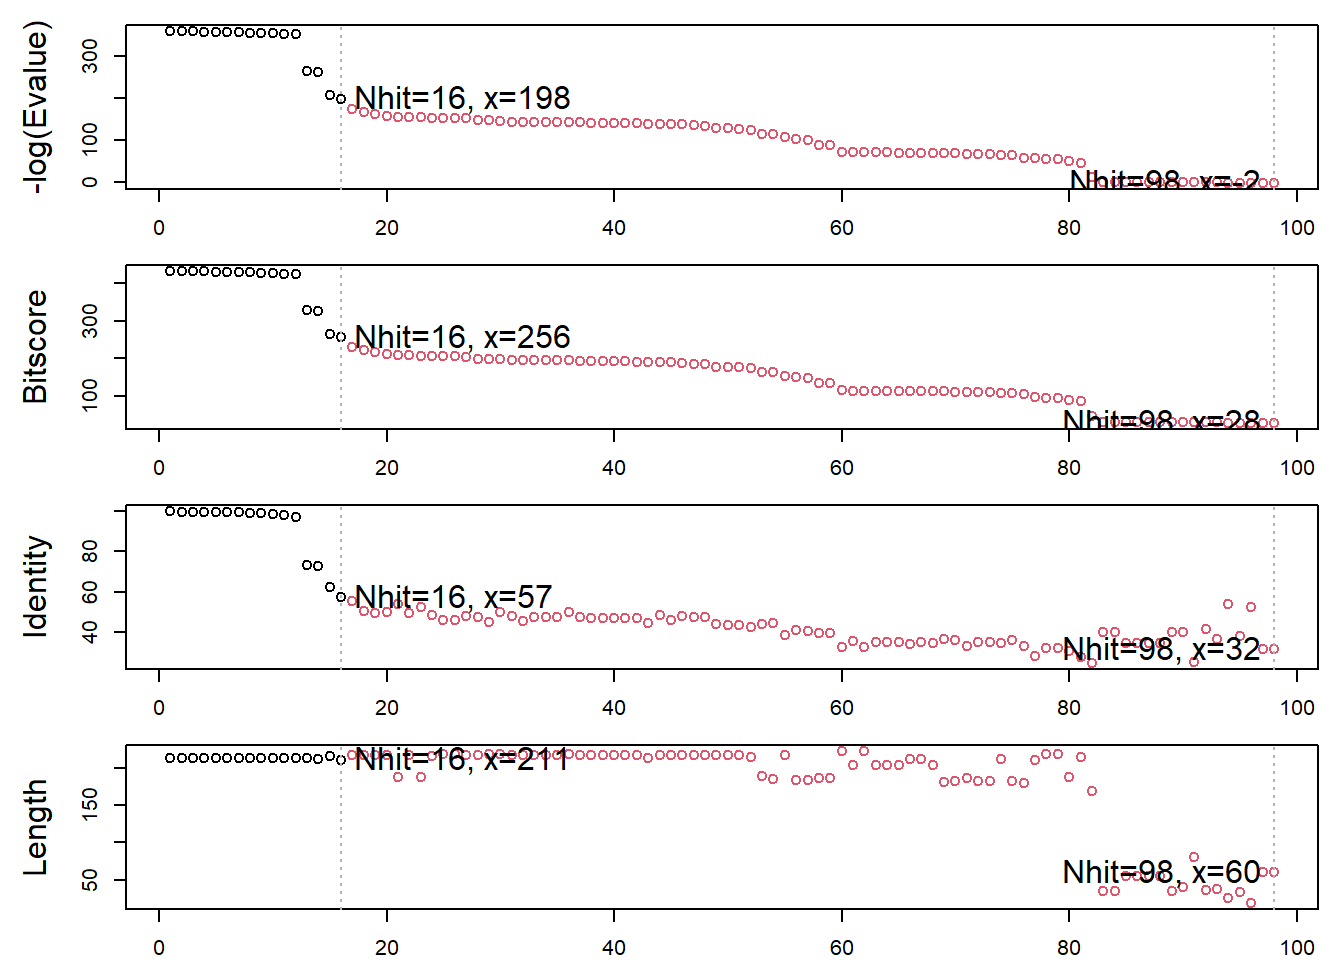 -log(Evalue)
300
100
0
Nhit=16, x=198
Nhit=98, x=-2
0 20 40 60 80 100
Bitscore
300
100
Nhit=16, x=256
Nhit=98, x=28
0 20 40 60 80 100
Identity
80
60
40
Nhit=16, x=57
Nhit=98, x=32
0 20 40 60 80 100
Length
150
50
Nhit=16, x=211
Nhit=98, x=60
0 20 40 60 80 100